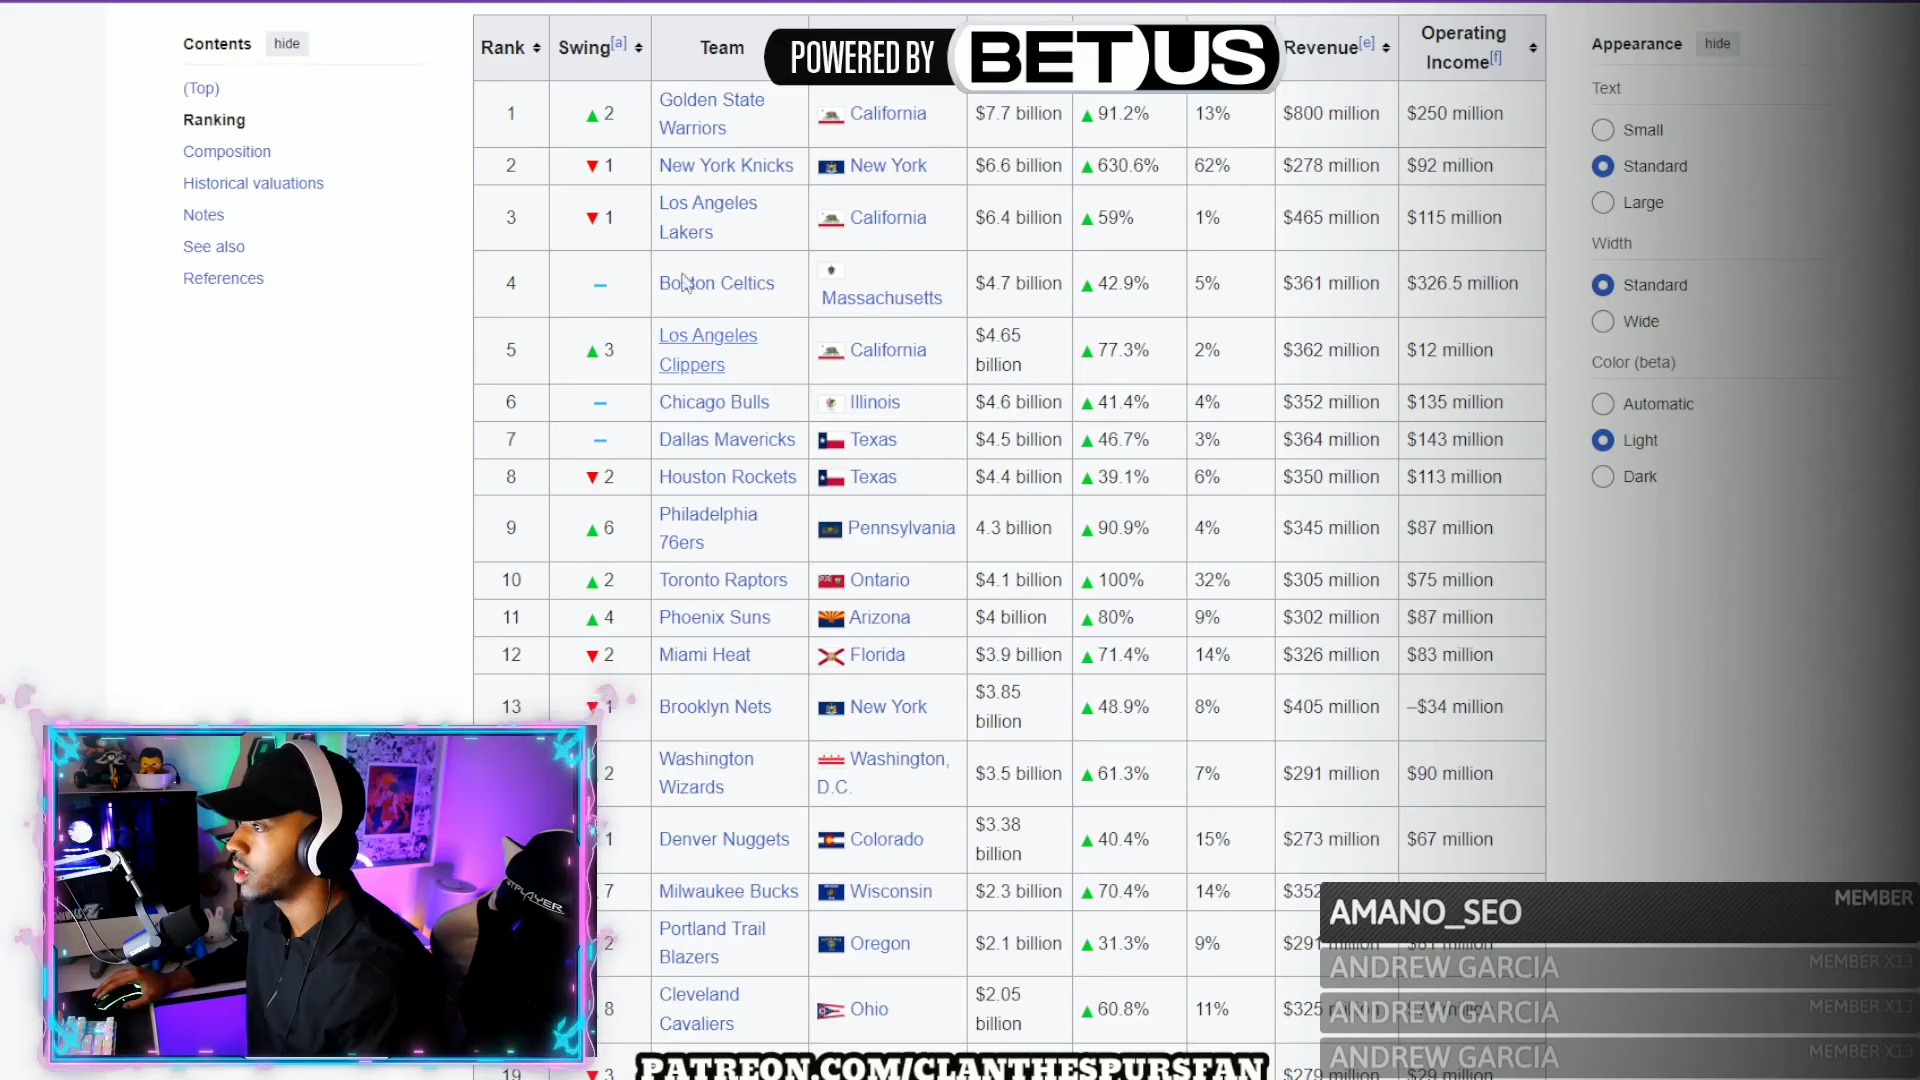 Contents hide
(Top)
Ranking
Composition
Historical valuations
Notes
See also
References
POWERED BY BETUS
Rank Swing[a] Team Revenue[e] Operating Income[f]
1 ▲ 2 Golden State Warriors California $7.7 billion ▲ 91.2% 13% $800 million $250 million
2 ▼ 1 New York Knicks New York $6.6 billion ▲ 630.6% 62% $278 million $92 million
3 ▼ 1 Los Angeles Lakers California $6.4 billion ▲ 59% 1% $465 million $115 million
4 – Boston Celtics Massachusetts $4.7 billion ▲ 42.9% 5% $361 million $326.5 million
5 ▲ 3 Los Angeles Clippers California $4.65 billion ▲ 77.3% 2% $362 million $12 million
6 – Chicago Bulls Illinois $4.6 billion ▲ 41.4% 4% $352 million $135 million
7 – Dallas Mavericks Texas $4.5 billion ▲ 46.7% 3% $364 million $143 million
8 ▼ 2 Houston Rockets Texas $4.4 billion ▲ 39.1% 6% $350 million $113 million
9 ▲ 6 Philadelphia 76ers Pennsylvania 4.3 billion ▲ 90.9% 4% $345 million $87 million
10 ▲ 2 Toronto Raptors Ontario $4.1 billion ▲ 100% 32% $305 million $75 million
11 ▲ 4 Phoenix Suns Arizona $4 billion ▲ 80% 9% $302 million $87 million
12 ▼ 2 Miami Heat Florida $3.9 billion ▲ 71.4% 14% $326 million $83 million
13 ▼ 1 Brooklyn Nets New York $3.85 billion ▲ 48.9% 8% $405 million –$34 million
2 Washington Wizards Washington, D.C. $3.5 billion ▲ 61.3% 7% $291 million $90 million
1 Denver Nuggets Colorado $3.38 billion ▲ 40.4% 15% $273 million $67 million
7 Milwaukee Bucks Wisconsin $2.3 billion ▲ 70.4% 14% $352
2 Portland Trail Blazers Oregon $2.1 billion ▲ 31.3% 9% $291 million
8 Cleveland Cavaliers Ohio $2.05 billion ▲ 60.8% 11% $325
19 ▼ 3 $279 million $29 million
Appearance hide
Text
Small
Standard
Large
Width
Standard
Wide
Color (beta)
Automatic
Light
Dark
AMANO_SEO MEMBER
ANDREW GARCIA MEMBER X13
ANDREW GARCIA MEMBER X13
ANDREW GARCIA MEMBER X13
PATREON.COM/CLANTHESPURSFAN